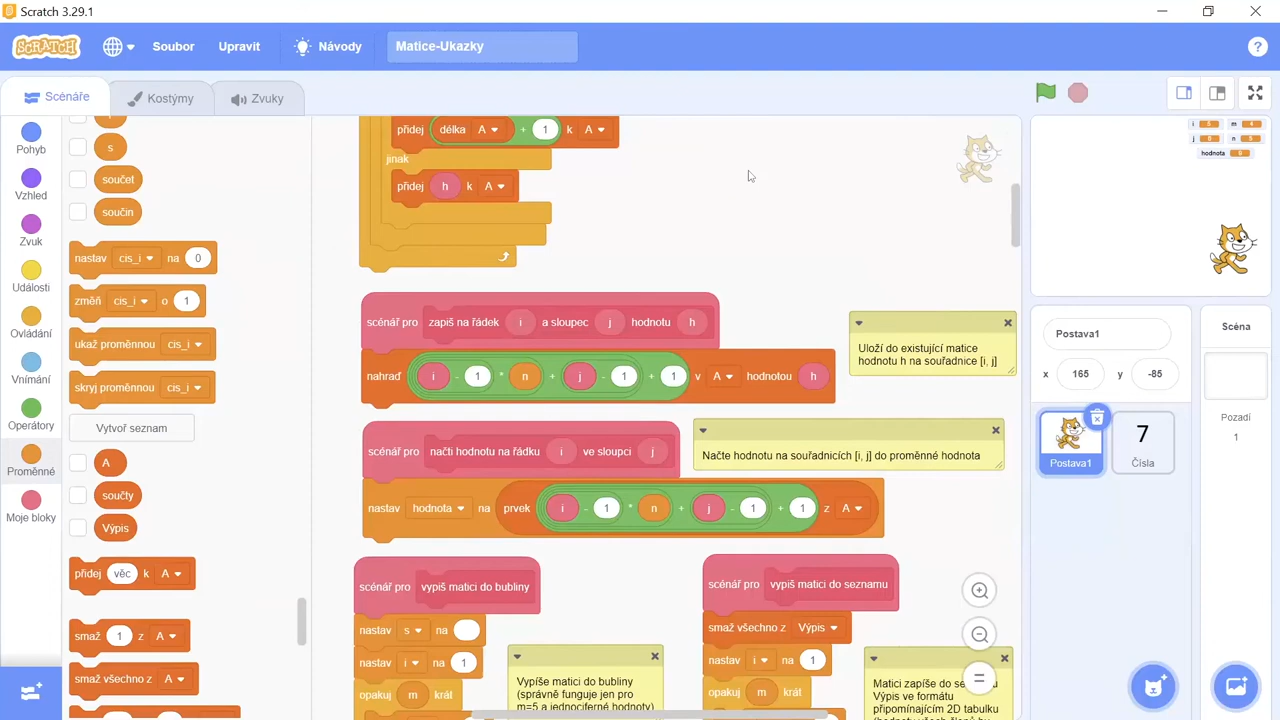 Scratch 3.29.1
SCRATCH
Soubor
Upravit
Návody
Matice-Ukazky
?
Scénáře
Kostýmy
Zvuky
Pohyb
Vzhled
Zvuk
Události
Ovládání
Vnímání
Operátory
Proměnné
Moje bloky
s
součet
součin
nastav cis_i na 0
změň cis_i o 1
ukaž proměnnou cis_i
skryj proměnnou cis_i
Vytvoř seznam
A
součty
Výpis
přidej věc k A
smaž 1 z A
smaž všechno z A
přidej délka A + 1 k A
jinak
přidej h k A
scénář pro zapiš na řádek i a sloupec j hodnotu h
nahraď i - 1 * n + j - 1 + 1 v A hodnotou h
Uloží do existující matice
hodnotu h na souřadnice [i, j]
scénář pro načti hodnotu na řádku i ve sloupci j
nastav hodnota na prvek i - 1 * n + j - 1 + 1 z A
Načte hodnotu na souřadnicích [i, j] do proměnné hodnota
scénář pro vypiš matici do bubliny
nastav s na
nastav i na 1
opakuj m krát
Vypíše matici do bubliny
(správně funguje jen pro
m=5 a jednociferné hodnoty)
scénář pro vypiš matici do seznamu
smaž všechno z Výpis
nastav i na 1
opakuj m krát
Matici zapíše do se
Výpis ve formátu
připomínajícím 2D tabulku
i
m
j
n
hodnota
Postava1
x 165 y -85
Postava1
7
Čísla
Scéna
Pozadí
1